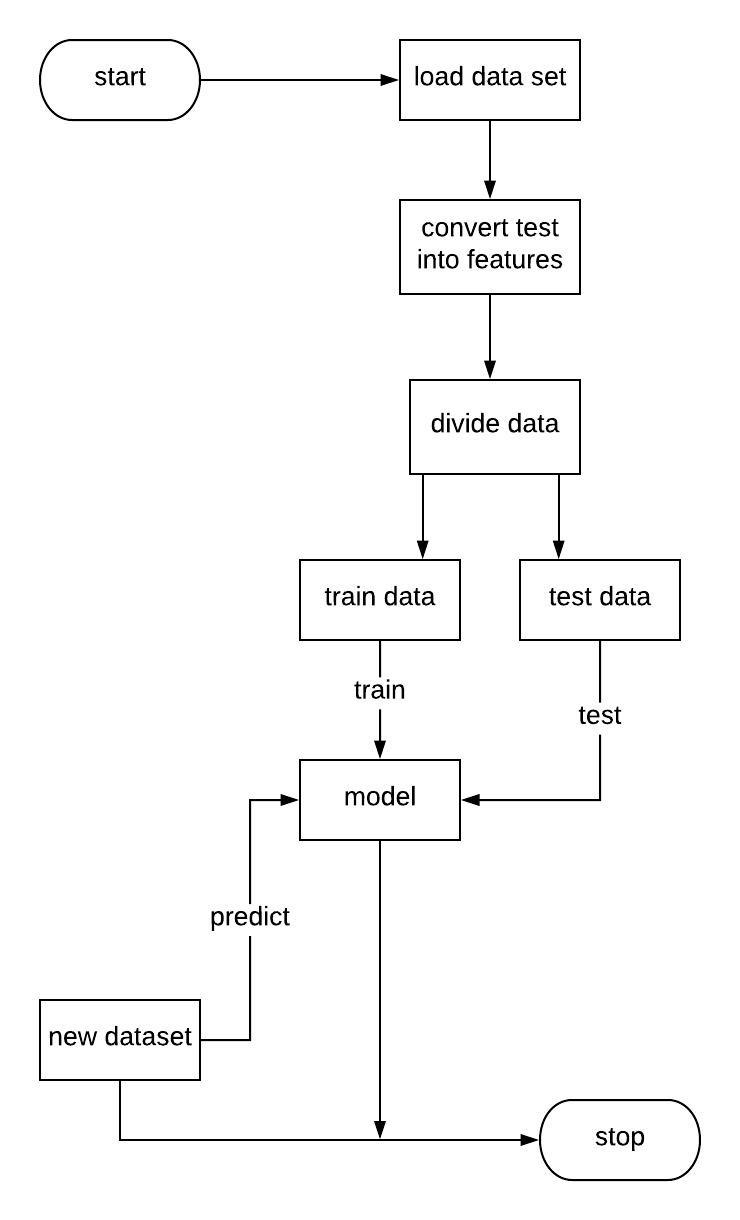 start
load data set
convert test
into features
divide data
train data
test data
train
test
model
predict
new dataset
stop